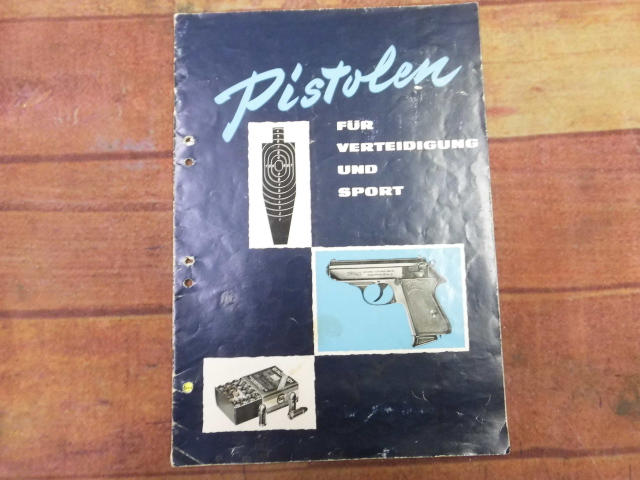 Pistolen
FÜR
VERTEIDIGUNG
UND
SPORT